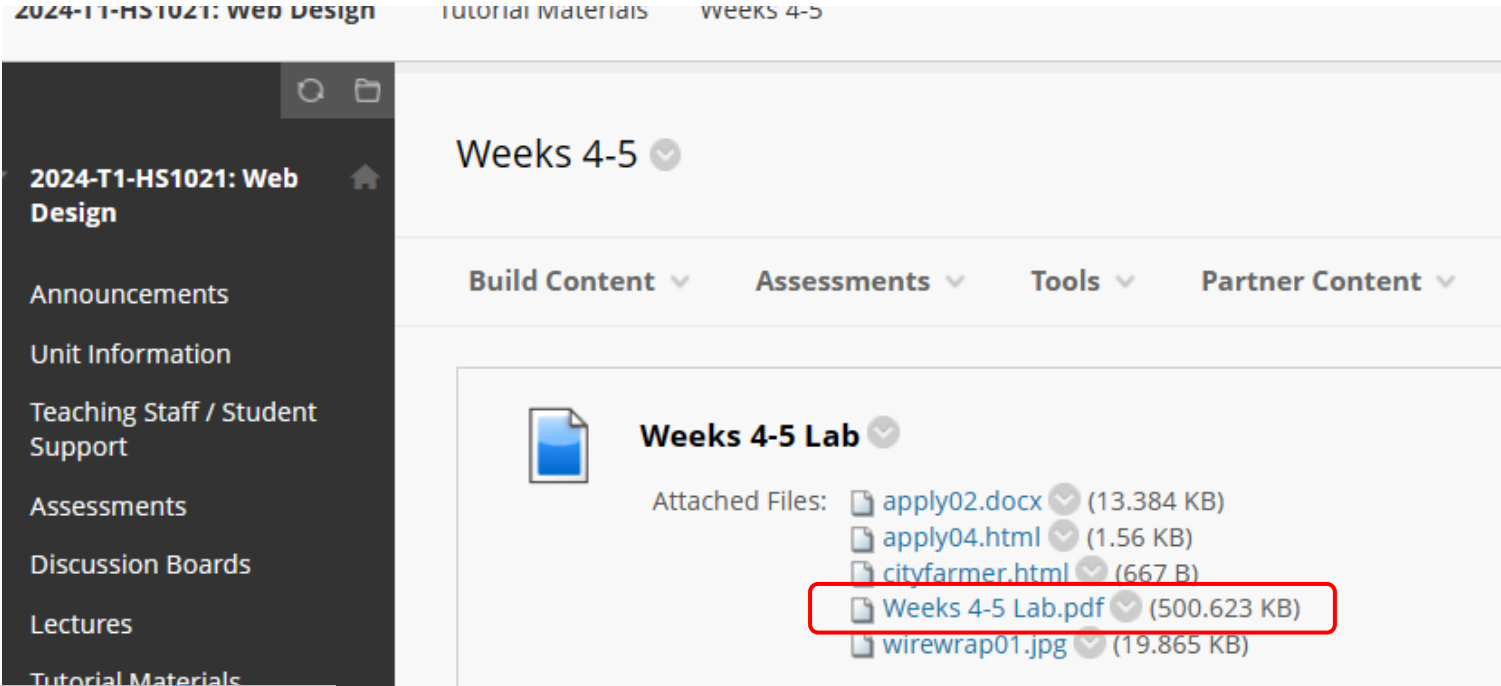 2024-T1-HS1021: Web Design Tutorial Materials Weeks 4-5
2024-T1-HS1021: Web
Design
Announcements
Unit Information
Teaching Staff / Student
Support
Assessments
Discussion Boards
Lectures
Tutorial Materials
Weeks 4-5
Build Content Assessments Tools Partner Content
Weeks 4-5 Lab
Attached Files: apply02.docx (13.384 KB)
apply04.html (1.56 KB)
cityfarmer.html (667 B)
Weeks 4-5 Lab.pdf (500.623 KB)
wirewrap01.jpg (19.865 KB)